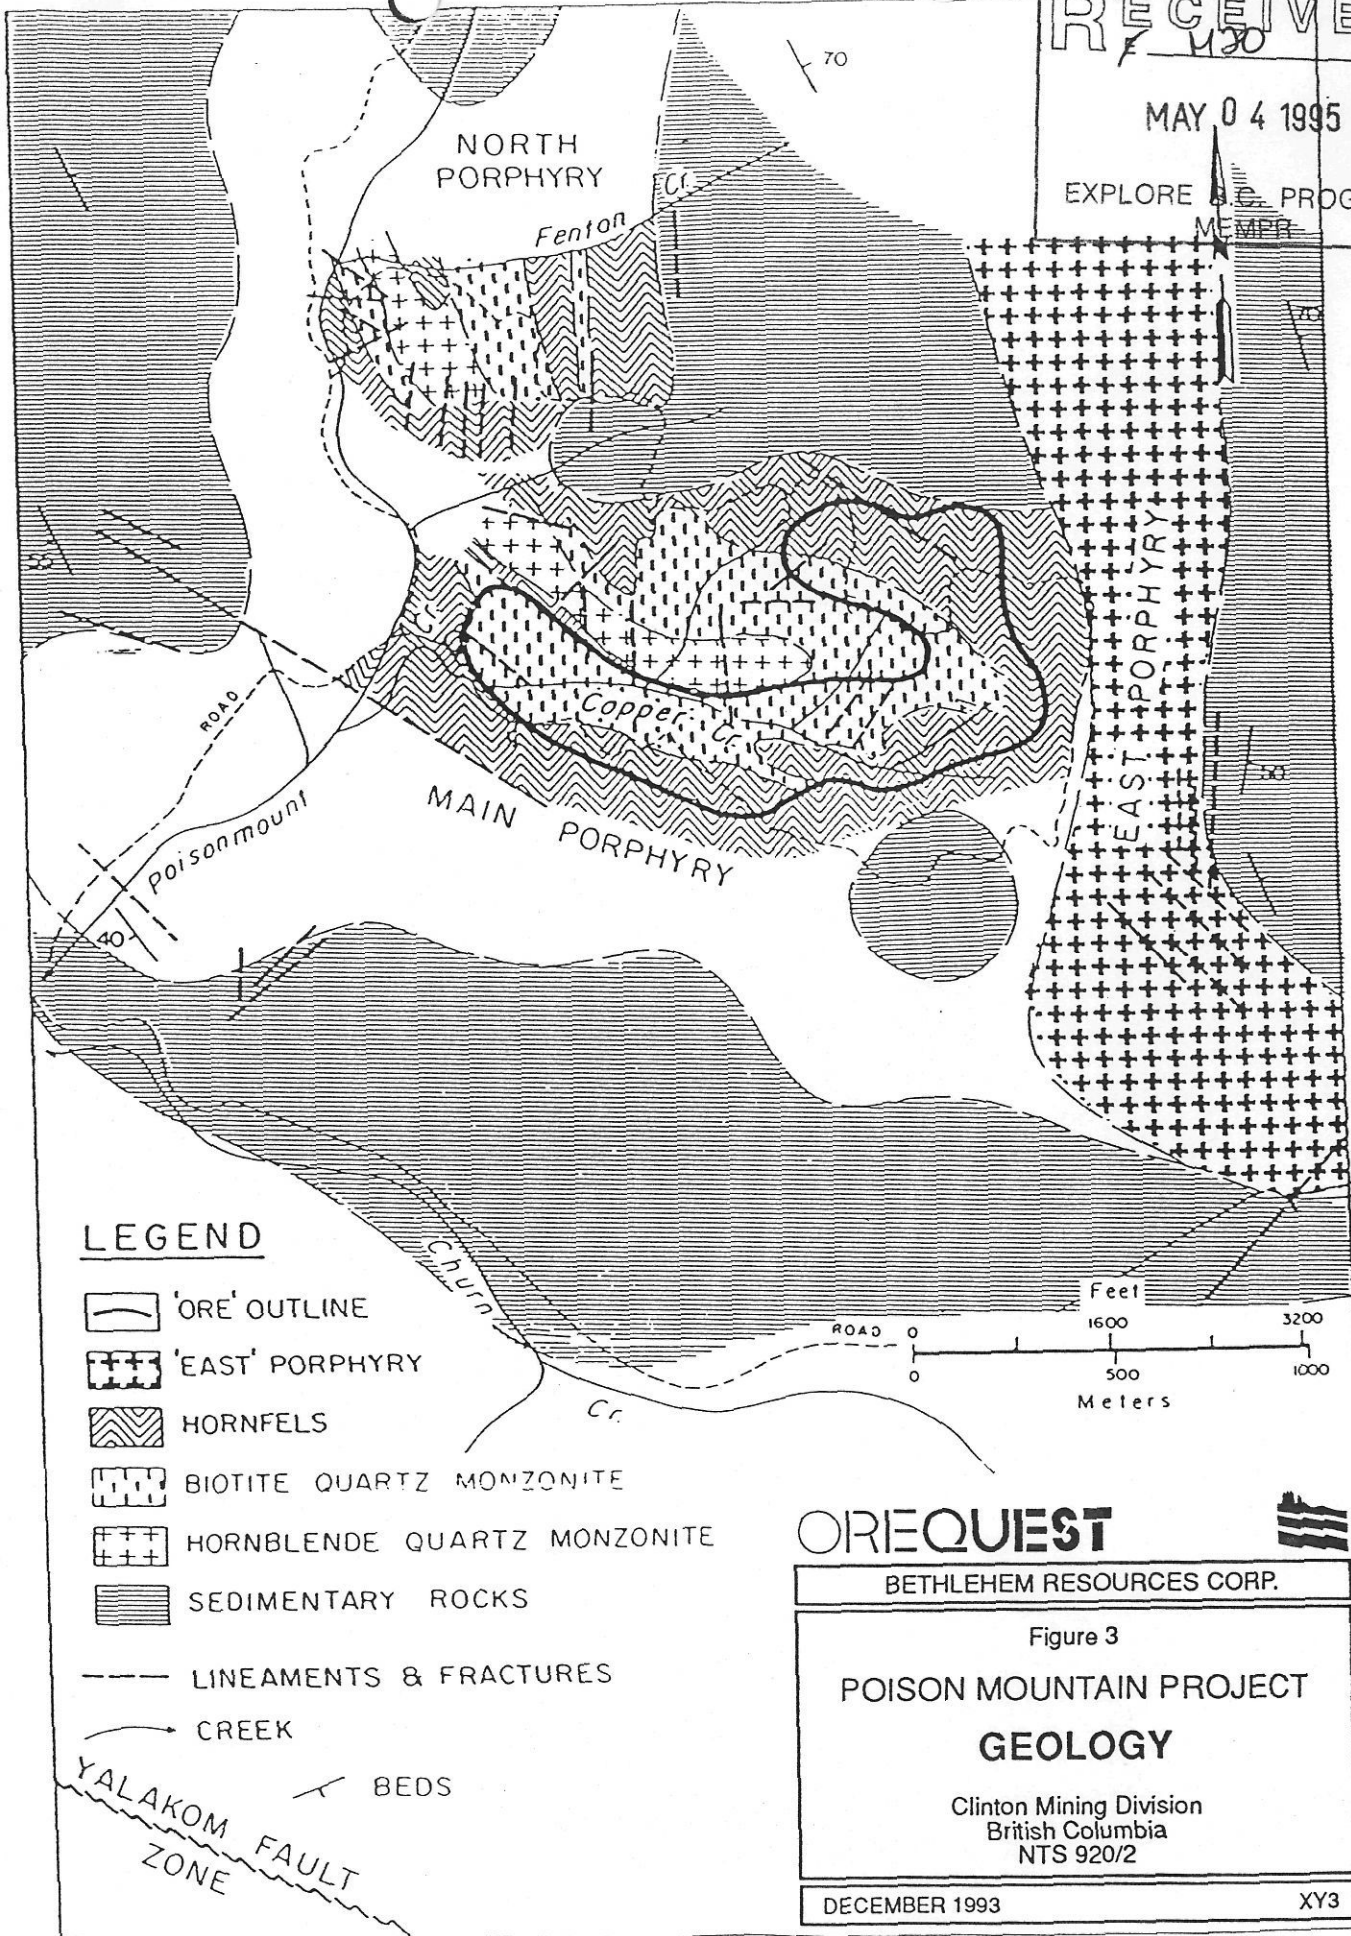 RECEIVE
MAY 04 1995
EXPLORE B.C. PROG
MEMPR
70
NORTH
PORPHYRY
Fenton Cr.
70
EAST PORPHYRY
Cr.
ROAD
Copper Cr.
50
MAIN PORPHYRY
Poisonmount
40
Churn
Cr.
ROAD
Feet
0 1600 3200
0 500 1000
Meters
LEGEND
'ORE' OUTLINE
'EAST' PORPHYRY
HORNFELS
BIOTITE QUARTZ MONZONITE
HORNBLENDE QUARTZ MONZONITE
SEDIMENTARY ROCKS
LINEAMENTS & FRACTURES
CREEK
BEDS
YALAKOM FAULT
ZONE
OREQUEST
BETHLEHEM RESOURCES CORP.
Figure 3
POISON MOUNTAIN PROJECT
GEOLOGY
Clinton Mining Division
British Columbia
NTS 920/2
DECEMBER 1993 XY3